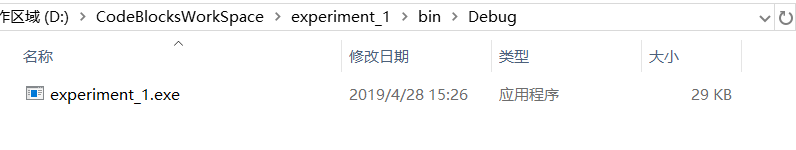 作区域 (D:) › CodeBlocksWorkSpace › experiment_1 › bin › Debug
名称 修改日期 类型 大小
experiment_1.exe 2019/4/28 15:26 应用程序 29 KB